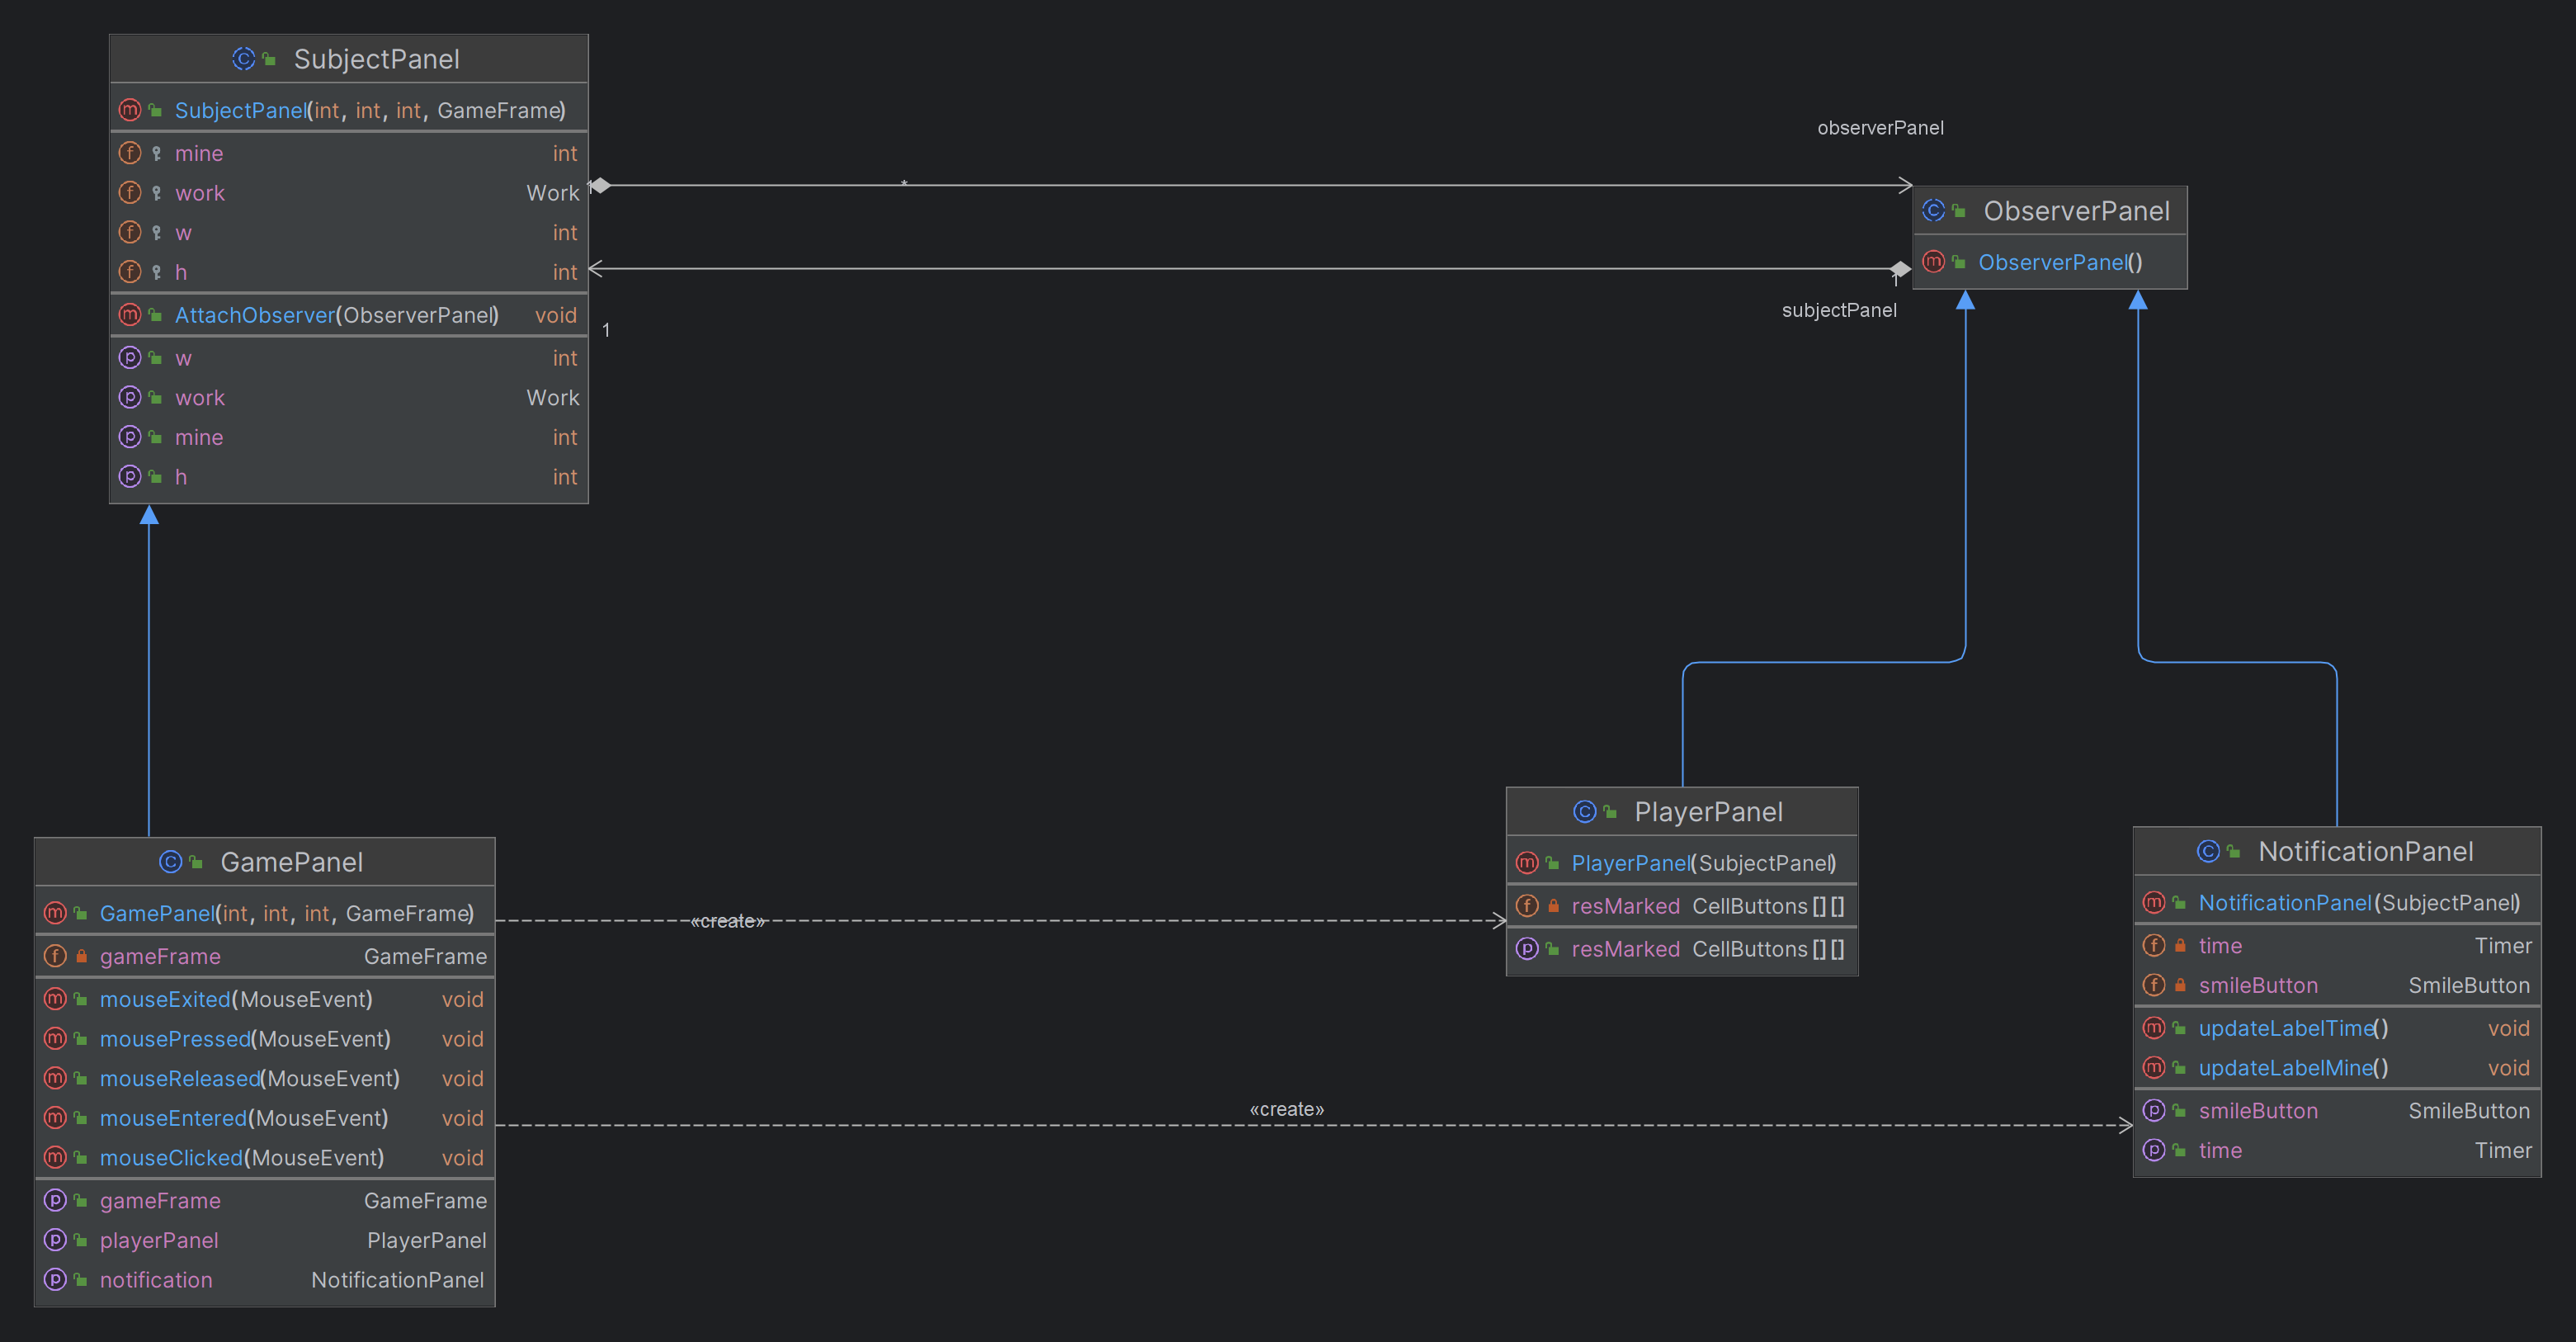 SubjectPanel
SubjectPanel(int, int, int, GameFrame)
mine int
work Work
w int
h int
AttachObserver(ObserverPanel) void
w int
work Work
mine int
h int
1
*
observerPanel
ObserverPanel
ObserverPanel()
1
subjectPanel
1
GamePanel
GamePanel(int, int, int, GameFrame)
gameFrame GameFrame
mouseExited(MouseEvent) void
mousePressed(MouseEvent) void
mouseReleased(MouseEvent) void
mouseEntered(MouseEvent) void
mouseClicked(MouseEvent) void
gameFrame GameFrame
playerPanel PlayerPanel
notification NotificationPanel
«create»
«create»
PlayerPanel
PlayerPanel(SubjectPanel)
resMarked CellButtons[][]
resMarked CellButtons[][]
NotificationPanel
NotificationPanel(SubjectPanel)
time Timer
smileButton SmileButton
updateLabelTime() void
updateLabelMine() void
smileButton SmileButton
time Timer